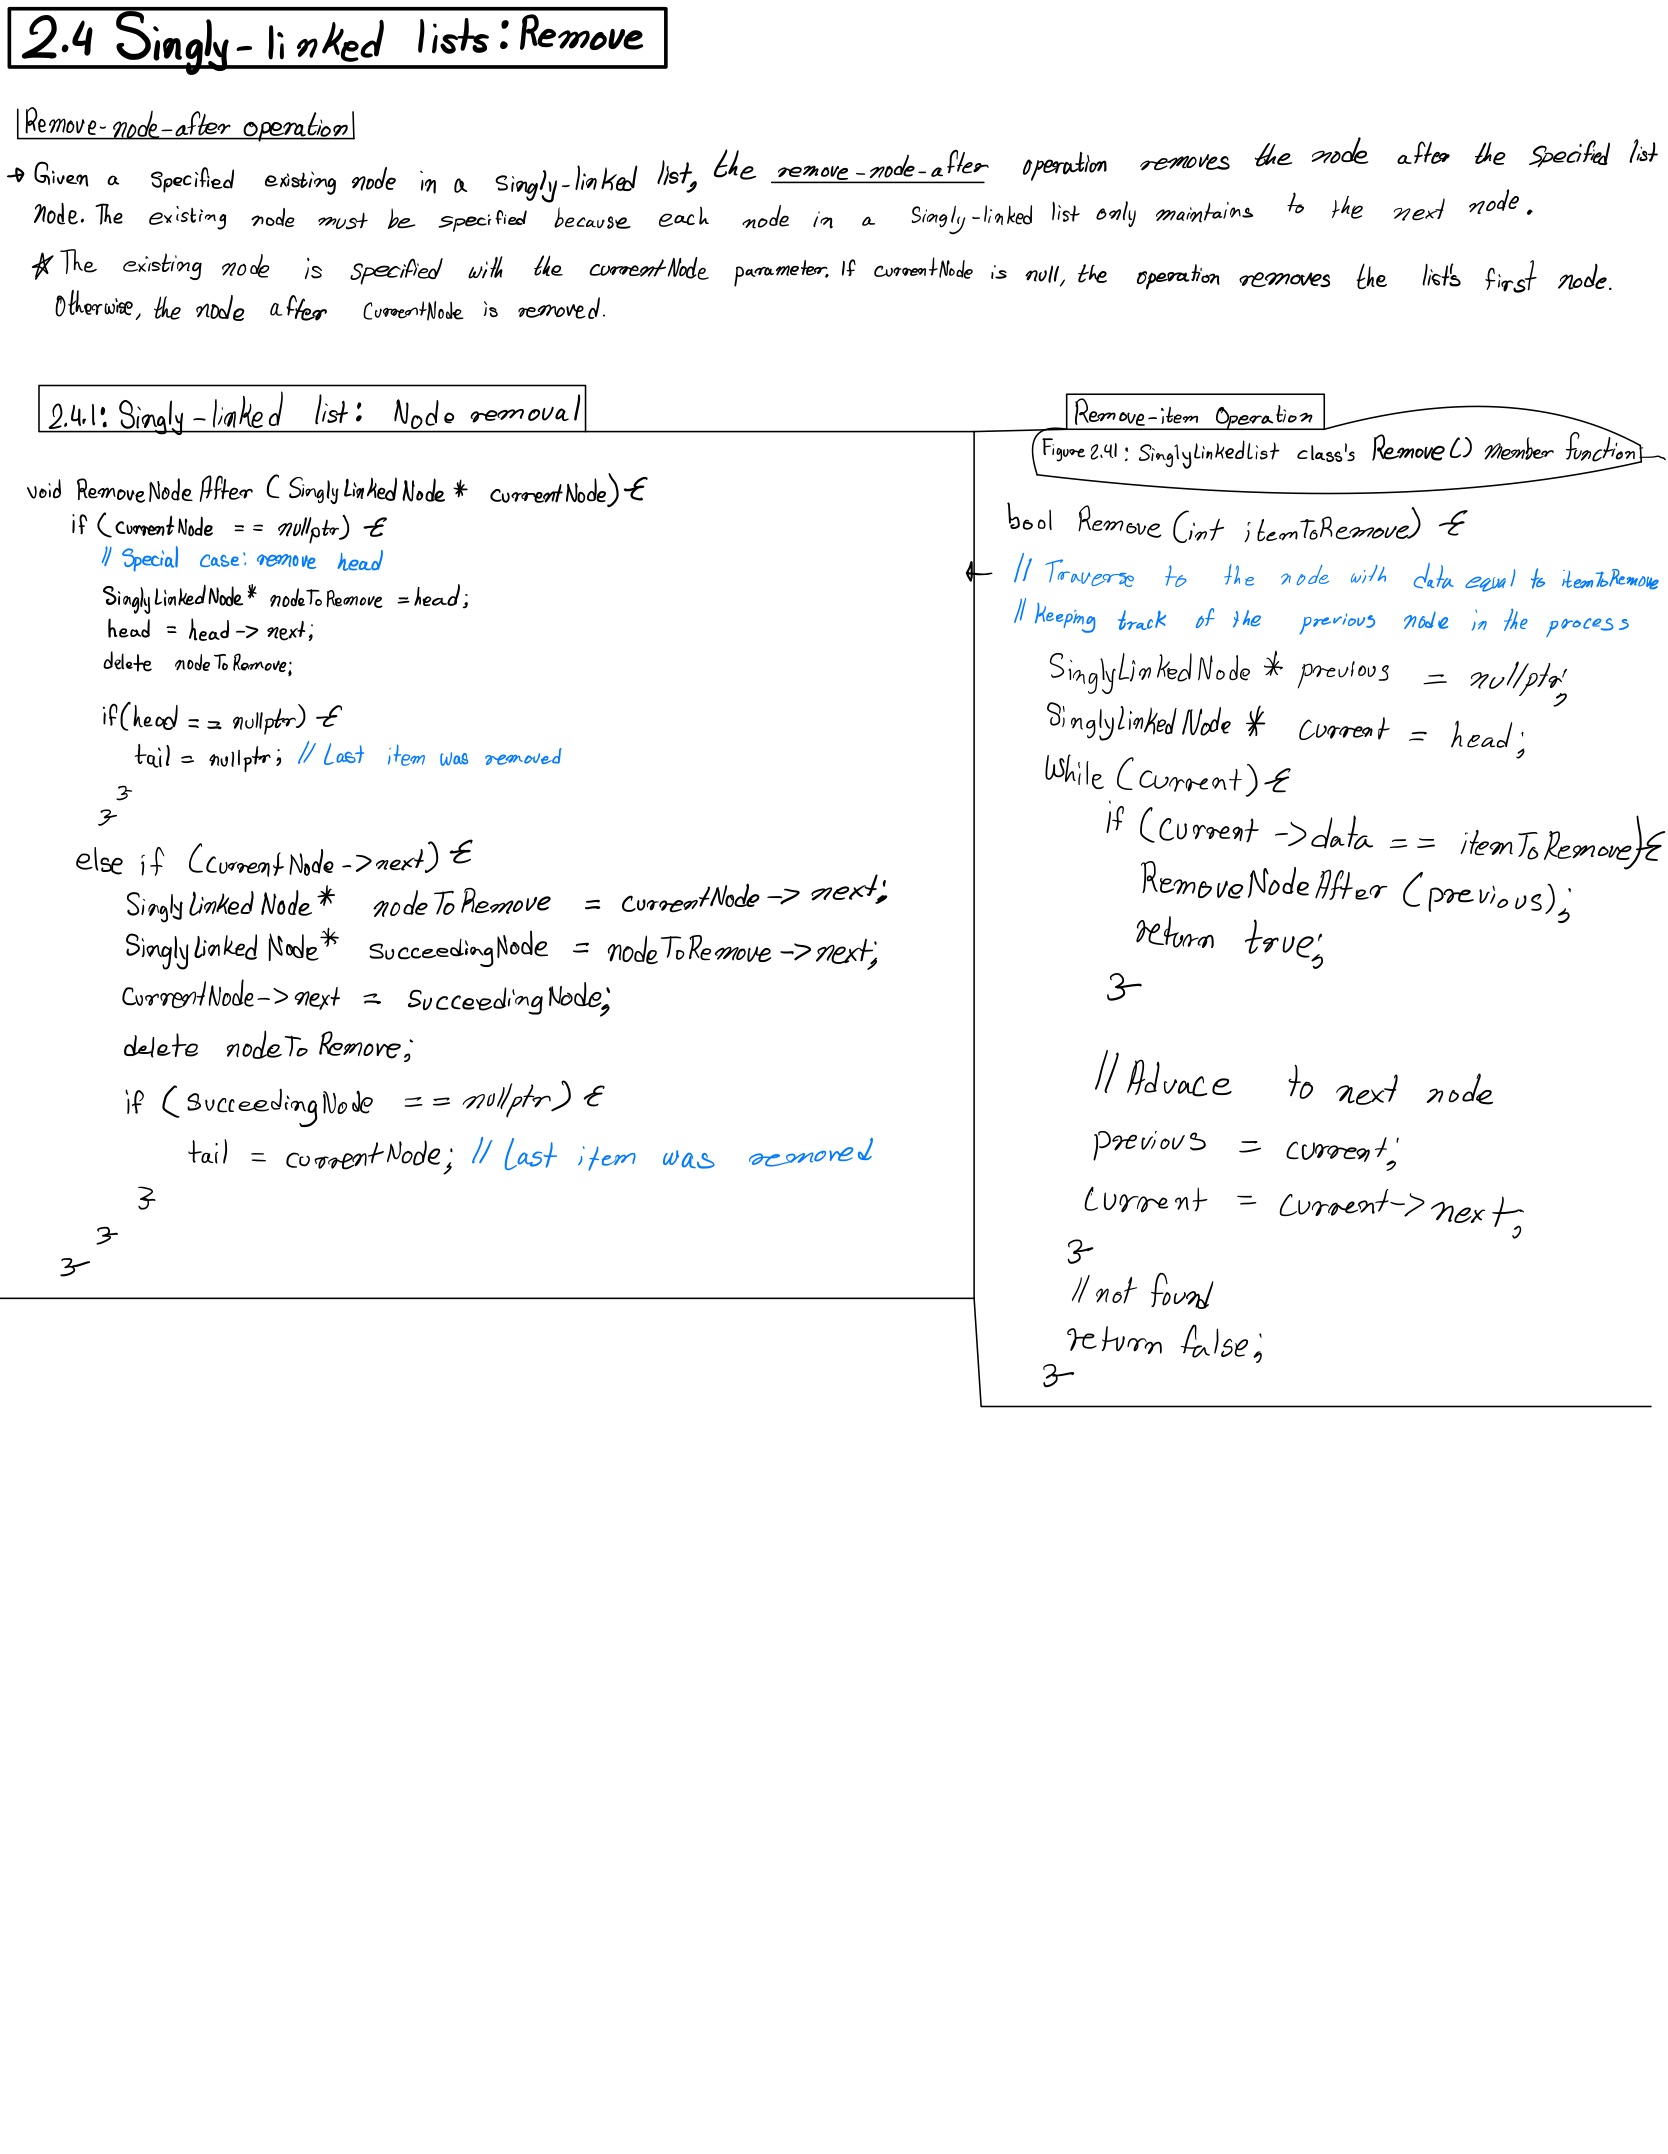 2.4 Singly-linked lists: Remove
Remove-node-after operation
→ Given a specified existing node in a singly-linked list, the remove-node-after operation removes the node after the specified list
node. The existing node must be specified because each node in a singly-linked list only maintains to the next node.
☆ The existing node is specified with the currentNode parameter. If currentNode is null, the operation removes the list's first node.
Otherwise, the node after currentNode is removed.
2.4.1: Singly-linked list: Node removal
void RemoveNodeAfter (SinglyLinkedNode* currentNode) {
if (currentNode == nullptr) {
// Special case: remove head
SinglyLinkedNode* nodeToRemove = head;
head = head->next;
delete nodeToRemove;
if(head == nullptr) {
tail = nullptr; // Last item was removed
}
}
else if (currentNode->next) {
SinglyLinkedNode* nodeToRemove = currentNode->next;
SinglyLinkedNode* succeedingNode = nodeToRemove->next;
currentNode->next = succeedingNode;
delete nodeToRemove;
if (succeedingNode == nullptr) {
tail = currentNode; // Last item was removed
}
}
}
Remove-item Operation
Figure 2.41: SinglyLinkedList class's Remove() member function
bool Remove (int itemToRemove) {
// Traverse to the node with data equal to itemToRemove
// Keeping track of the previous node in the process
SinglyLinkedNode * previous = nullptr;
SinglyLinkedNode * current = head;
While (current) {
if (current->data == itemToRemove) {
RemoveNodeAfter (previous);
return true;
}
// Advace to next node
previous = current;
current = current->next;
}
// not found
return false;
}